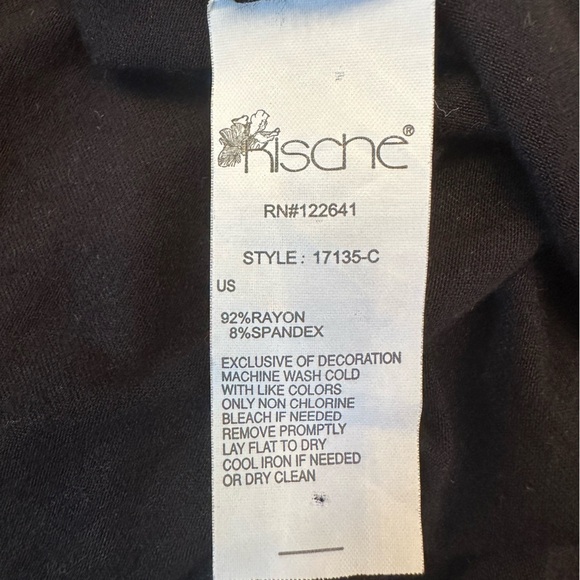 Kische®
RN#122641
STYLE: 17135-C
US
92%RAYON
8%SPANDEX
EXCLUSIVE OF DECORATION
MACHINE WASH COLD
WITH LIKE COLORS
ONLY NON CHLORINE
BLEACH IF NEEDED
REMOVE PROMPTLY
LAY FLAT TO DRY
COOL IRON IF NEEDED
OR DRY CLEAN